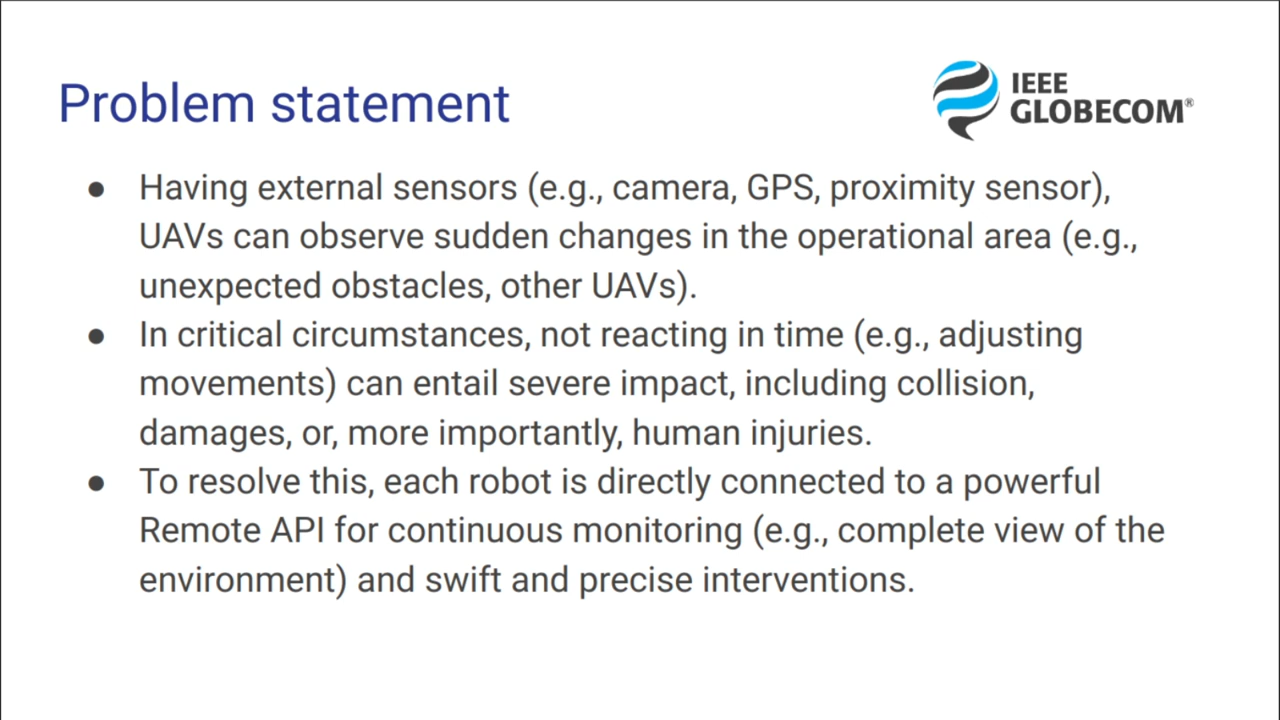 Problem statement
IEEE
GLOBECOM®
● Having external sensors (e.g., camera, GPS, proximity sensor),
UAVs can observe sudden changes in the operational area (e.g.,
unexpected obstacles, other UAVs).
● In critical circumstances, not reacting in time (e.g., adjusting
movements) can entail severe impact, including collision,
damages, or, more importantly, human injuries.
● To resolve this, each robot is directly connected to a powerful
Remote API for continuous monitoring (e.g., complete view of the
environment) and swift and precise interventions.